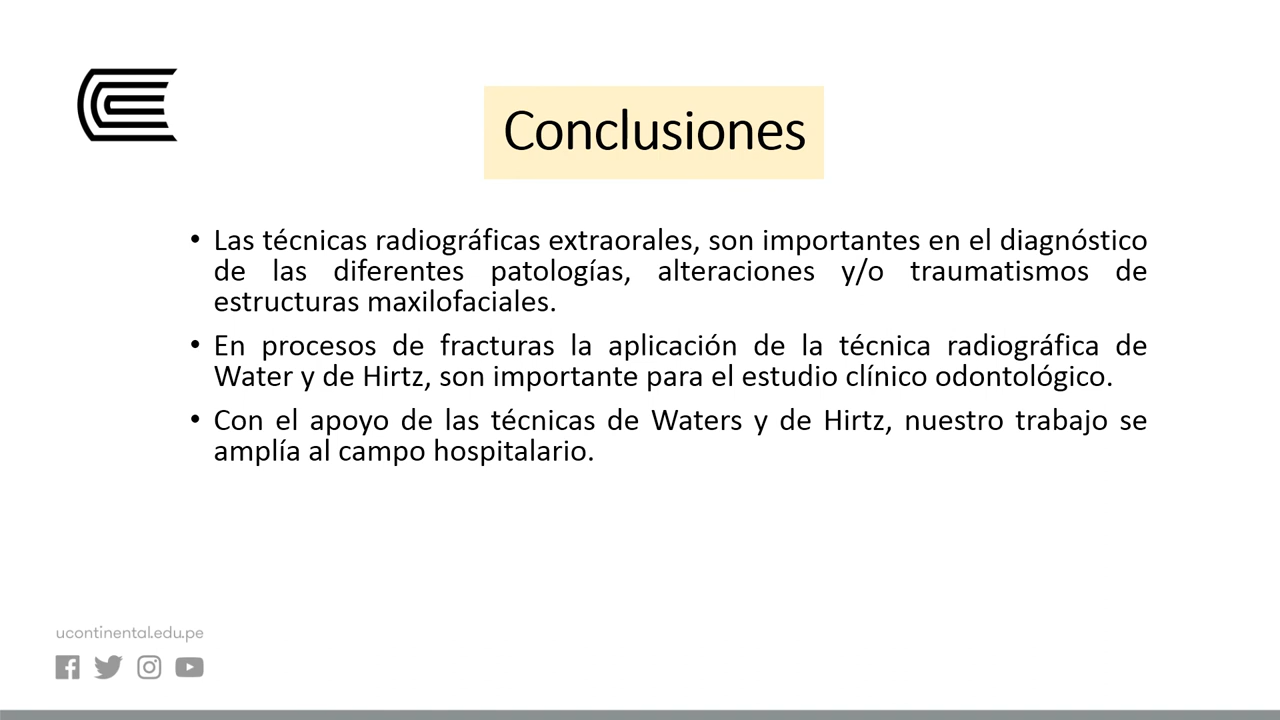 Conclusiones
• Las técnicas radiográficas extraorales, son importantes en el diagnóstico
de las diferentes patologías, alteraciones y/o traumatismos de
estructuras maxilofaciales.
• En procesos de fracturas la aplicación de la técnica radiográfica de
Water y de Hirtz, son importante para el estudio clínico odontológico.
• Con el apoyo de las técnicas de Waters y de Hirtz, nuestro trabajo se
amplía al campo hospitalario.
ucontinental.edu.pe